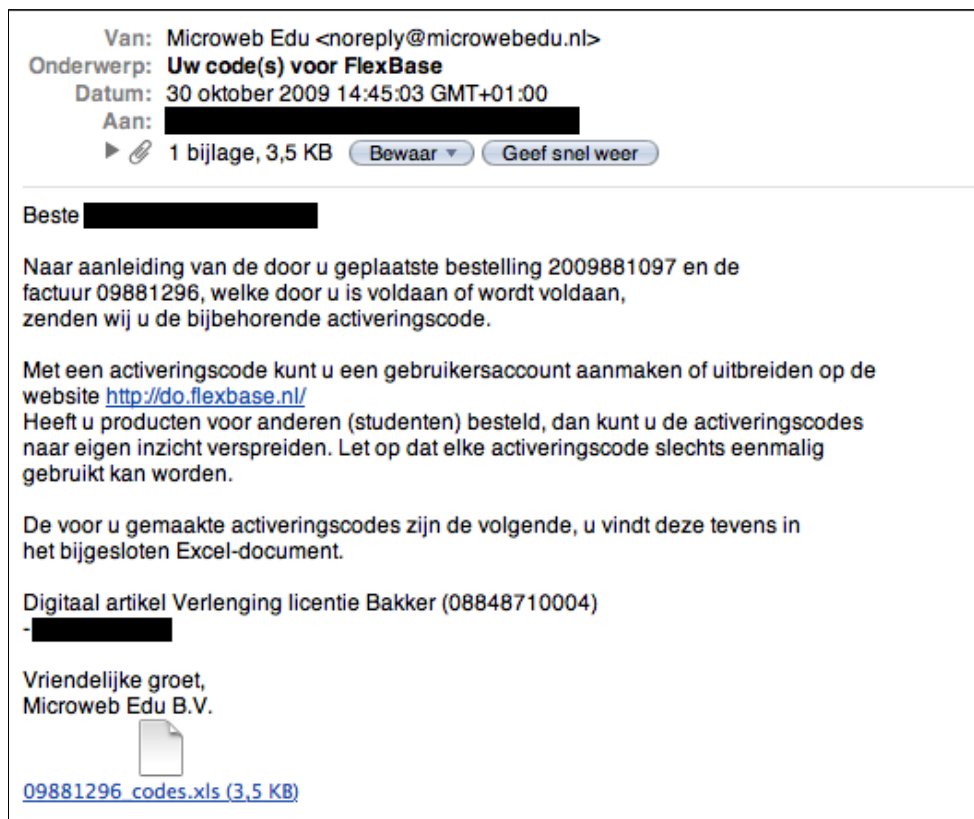 Van: Microweb Edu <noreply@microwebedu.nl>
Onderwerp: Uw code(s) voor FlexBase
Datum: 30 oktober 2009 14:45:03 GMT+01:00
Aan:
1 bijlage, 3,5 KB Bewaar Geef snel weer
Beste
Naar aanleiding van de door u geplaatste bestelling 2009881097 en de
factuur 09881296, welke door u is voldaan of wordt voldaan,
zenden wij u de bijbehorende activeringscode.
Met een activeringscode kunt u een gebruikersaccount aanmaken of uitbreiden op de
website http://do.flexbase.nl/
Heeft u producten voor anderen (studenten) besteld, dan kunt u de activeringscodes
naar eigen inzicht verspreiden. Let op dat elke activeringscode slechts eenmalig
gebruikt kan worden.
De voor u gemaakte activeringscodes zijn de volgende, u vindt deze tevens in
het bijgesloten Excel-document.
Digitaal artikel Verlenging licentie Bakker (08848710004)
-
Vriendelijke groet,
Microweb Edu B.V.
09881296_codes.xls (3,5 KB)